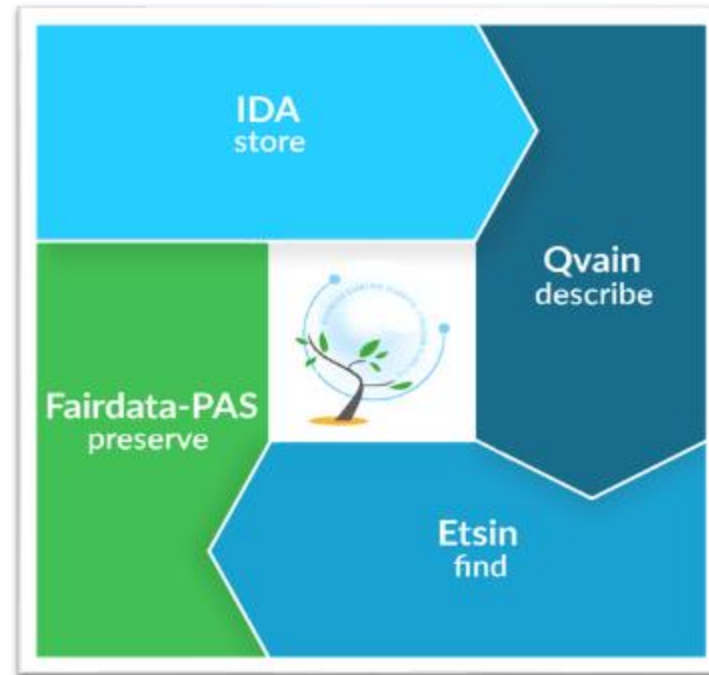 IDA
store
Qvain
describe
Fairdata-PAS
preserve
Etsin
find